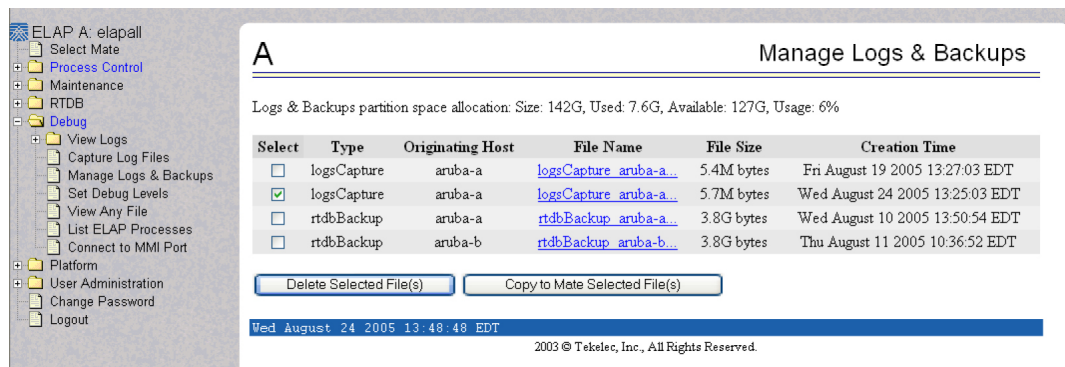 ELAP A: elapall
Select Mate
Process Control
Maintenance
RTDB
Debug
View Logs
Capture Log Files
Manage Logs & Backups
Set Debug Levels
View Any File
List ELAP Processes
Connect to MMI Port
Platform
User Administration
Change Password
Logout
A Manage Logs & Backups
Logs & Backups partition space allocation: Size: 142G, Used: 7.6G, Available: 127G, Usage: 6%
Select Type Originating Host File Name File Size Creation Time
logsCapture aruba-a logsCapture_aruba-a... 5.4M bytes Fri August 19 2005 13:27:03 EDT
logsCapture aruba-a logsCapture_aruba-a... 5.7M bytes Wed August 24 2005 13:25:03 EDT
rtdbBackup aruba-a rtdbBackup_aruba-a... 3.8G bytes Wed August 10 2005 13:50:54 EDT
rtdbBackup aruba-b rtdbBackup_aruba-b... 3.8G bytes Thu August 11 2005 10:36:52 EDT
Delete Selected File(s) Copy to Mate Selected File(s)
Wed August 24 2005 13:48:48 EDT
2003 © Tekelec, Inc., All Rights Reserved.